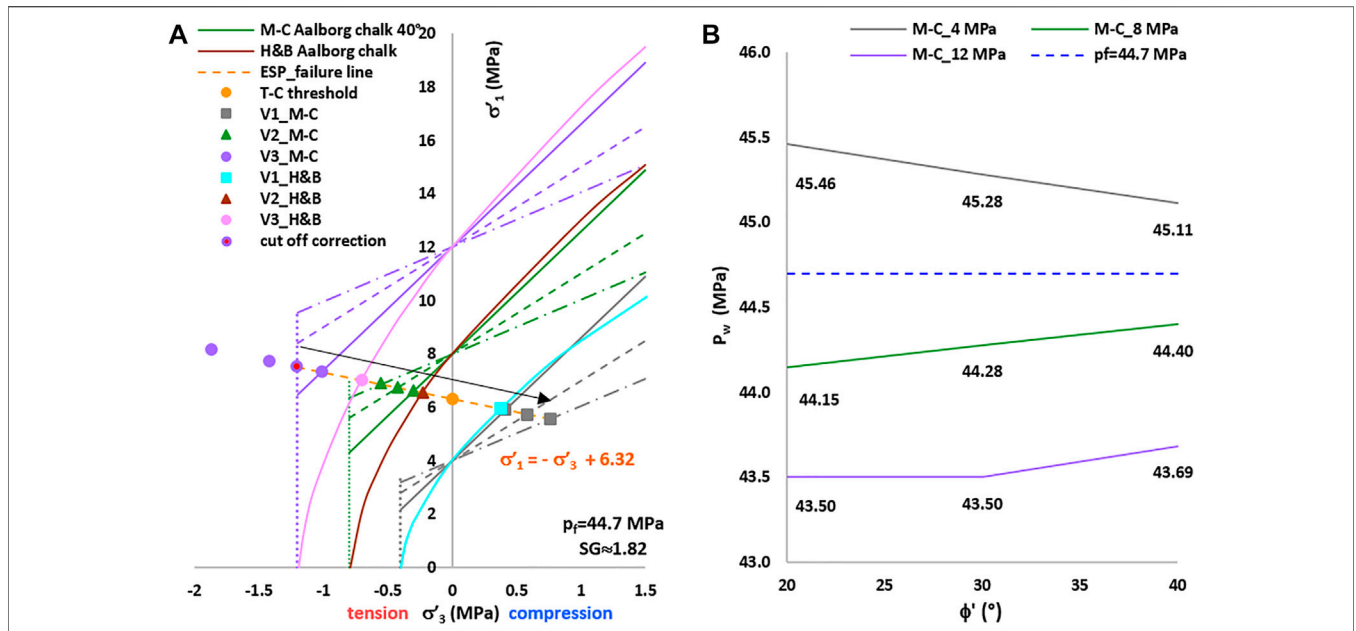 A
M-C Aalborg chalk 40°
H&B Aalborg chalk
ESP_failure line
T-C threshold
V1_M-C
V2_M-C
V3_M-C
V1_H&B
V2_H&B
V3_H&B
cut off correction
20
18
16
14
12
10
8
6
4
2
0
σ′1 (MPa)
σ′1 = - σ′3 + 6.32
pf=44.7 MPa
SG≈1.82
-2 -1.5 -1 -0.5 0 0.5 1 1.5
tension σ′3 (MPa) compression
B
M-C_4 MPa M-C_8 MPa
M-C_12 MPa pf=44.7 MPa
46.0
45.5
45.0
44.5
44.0
43.5
43.0
Pw (MPa)
45.46 45.28 45.11
44.15 44.28 44.40
43.50 43.50 43.69
20 25 30 35 40
ϕ' (°)